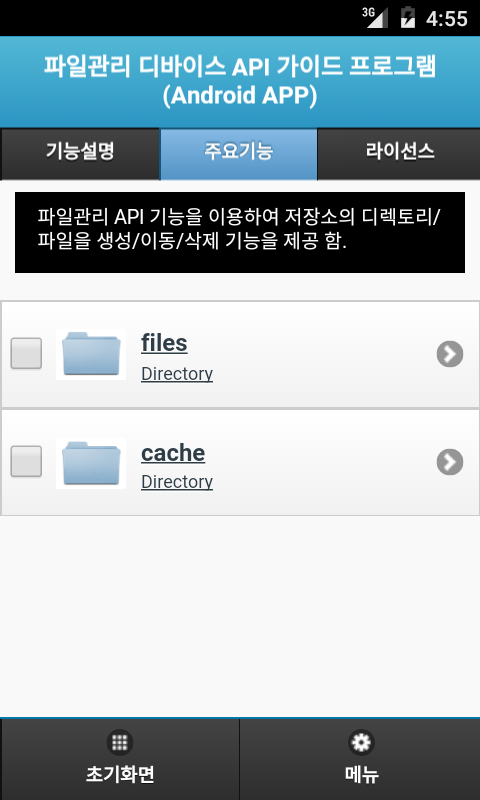 3G 4:55
파일관리 디바이스 API 가이드 프로그램
(Android APP)
기능설명 주요기능 라이선스
파일관리 API 기능을 이용하여 저장소의 디렉토리/
파일을 생성/이동/삭제 기능을 제공 함.
files
Directory
cache
Directory
초기화면 메뉴